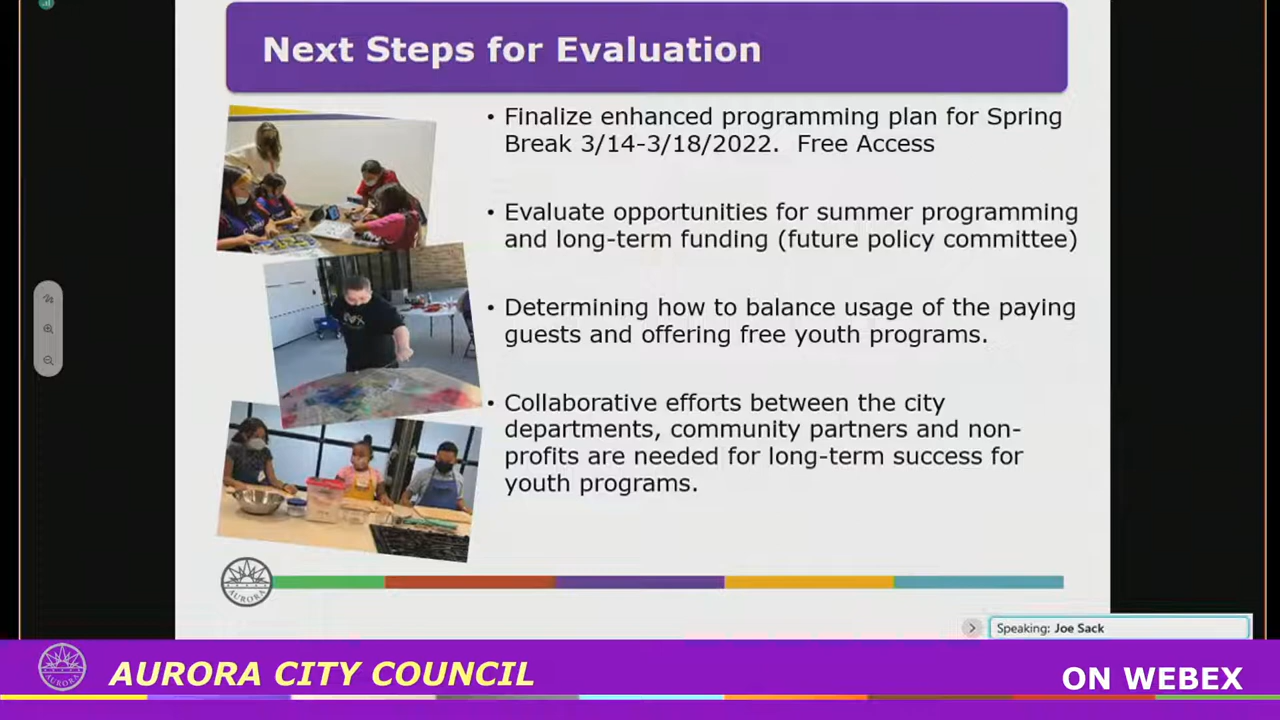 Next Steps for Evaluation
• Finalize enhanced programming plan for Spring
Break 3/14-3/18/2022.  Free Access
• Evaluate opportunities for summer programming
and long-term funding (future policy committee)
• Determining how to balance usage of the paying
guests and offering free youth programs.
• Collaborative efforts between the city
departments, community partners and non-
profits are needed for long-term success for
youth programs.
AURORA
Speaking: Joe Sack
AURORA CITY COUNCIL
ON WEBEX